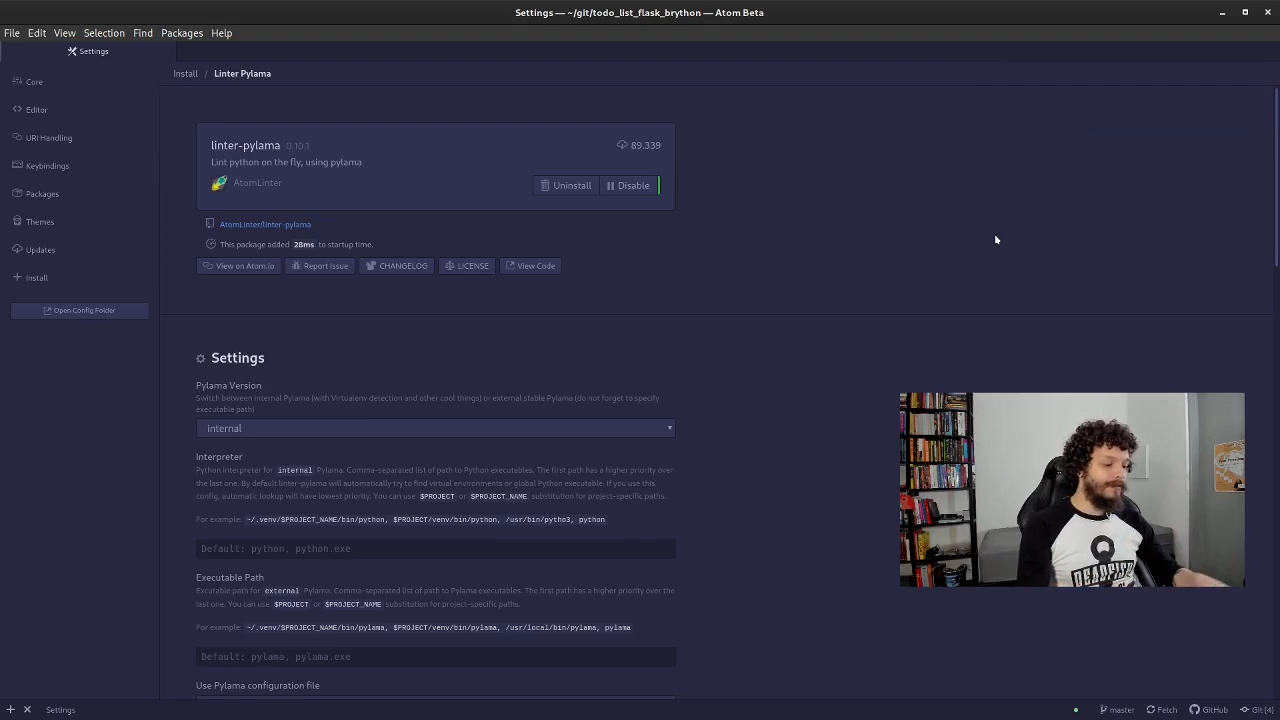 Settings — ~/git/todo_list_flask_brython — Atom Beta
File Edit View Selection Find Packages Help
Settings
Core
Editor
URI Handling
Keybindings
Packages
Themes
Updates
Install
Open Config Folder
Install / Linter Pylama
linter-pylama 0.10.1
89.339
Lint python on the fly, using pylama
AtomLinter
Uninstall
Disable
AtomLinter/linter-pylama
This package added 28ms to startup time.
View on Atom.io
Report Issue
CHANGELOG
LICENSE
View Code
Settings
Pylama Version
Switch between internal Pylama (with Virtualenv detection and other cool things) or external stable Pylama (do not forget to specify
executable path)
internal
Interpreter
Python interpreter for internal Pylama. Comma-separated list of path to Python executables. The first path has a higher priority over
the last one. By default linter-pylama will automatically try to find virtual environments or global Python executable. If you use this
config, automatic lookup will have lowest priority. You can use $PROJECT or $PROJECT_NAME substitution for project-specific paths.
For example: ~/.venv/$PROJECT_NAME/bin/python, $PROJECT/venv/bin/python, /usr/bin/pytho3, python
Default: python, python.exe
Executable Path
Excutable path for external Pylama. Comma-separated list of path to Pylama executables. The first path has a higher priority over the
last one. You can use $PROJECT or $PROJECT_NAME substitution for project-specific paths.
For example: ~/.venv/$PROJECT_NAME/bin/pylama, $PROJECT/venv/bin/pylama, /usr/local/bin/pylama, pylama
Default: pylama, pylama.exe
Use Pylama configuration file
DEADFISH
Settings
master
Fetch
GitHub
Git (4)